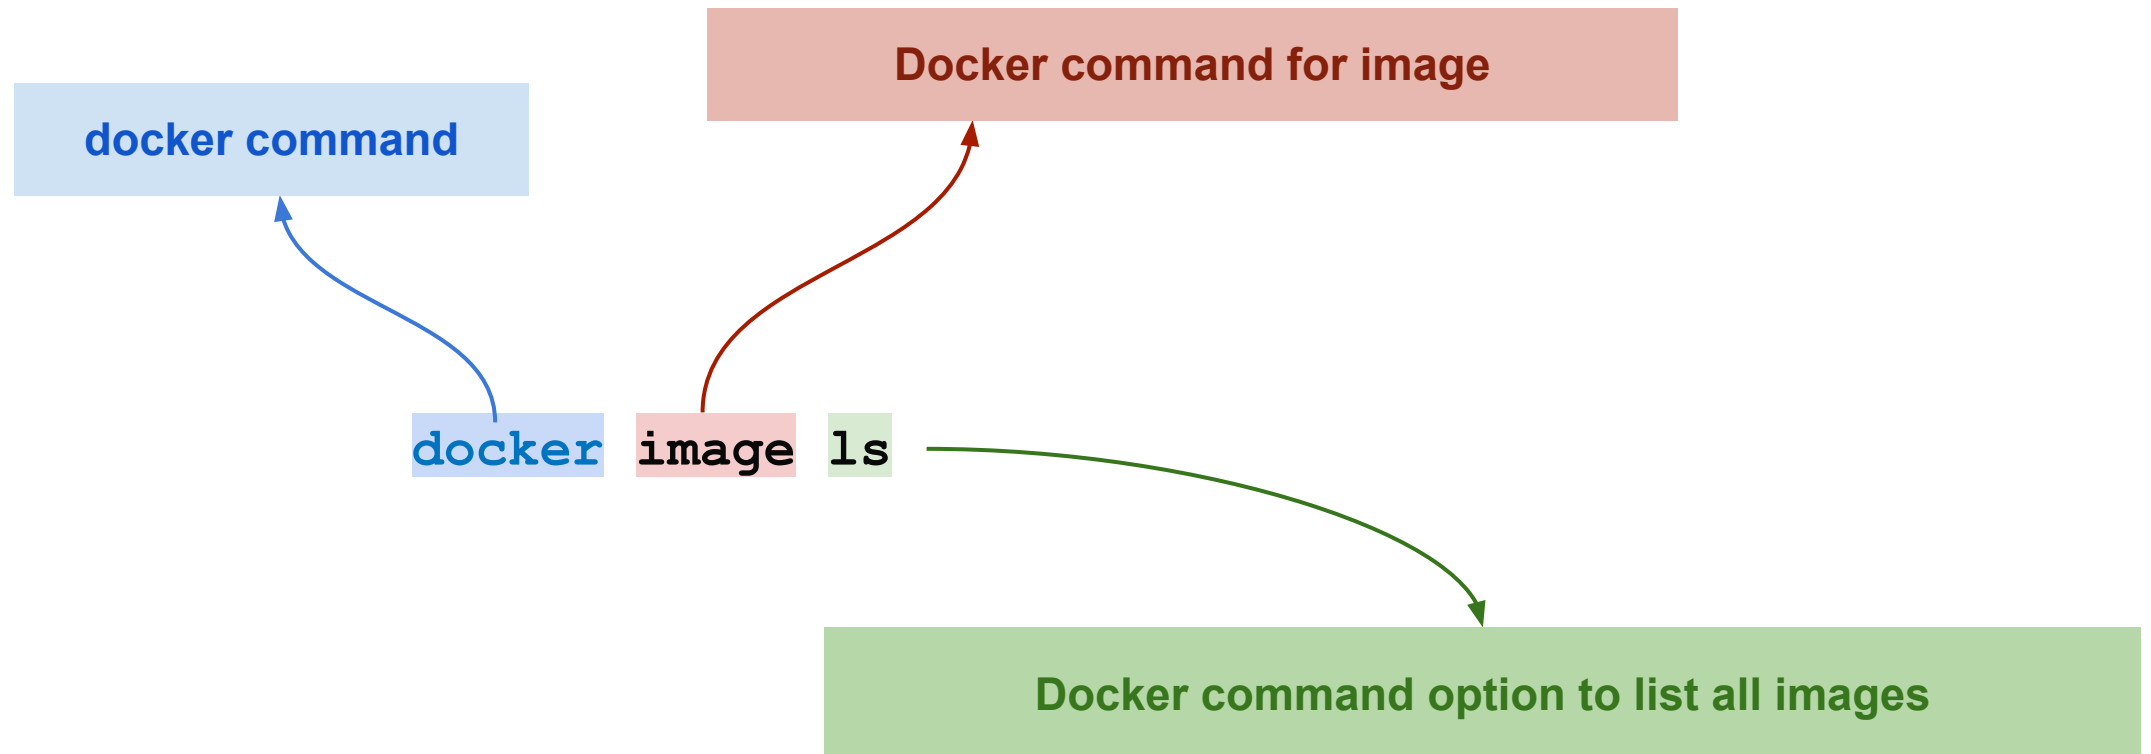 Docker command for image
docker command
docker image ls
Docker command option to list all images